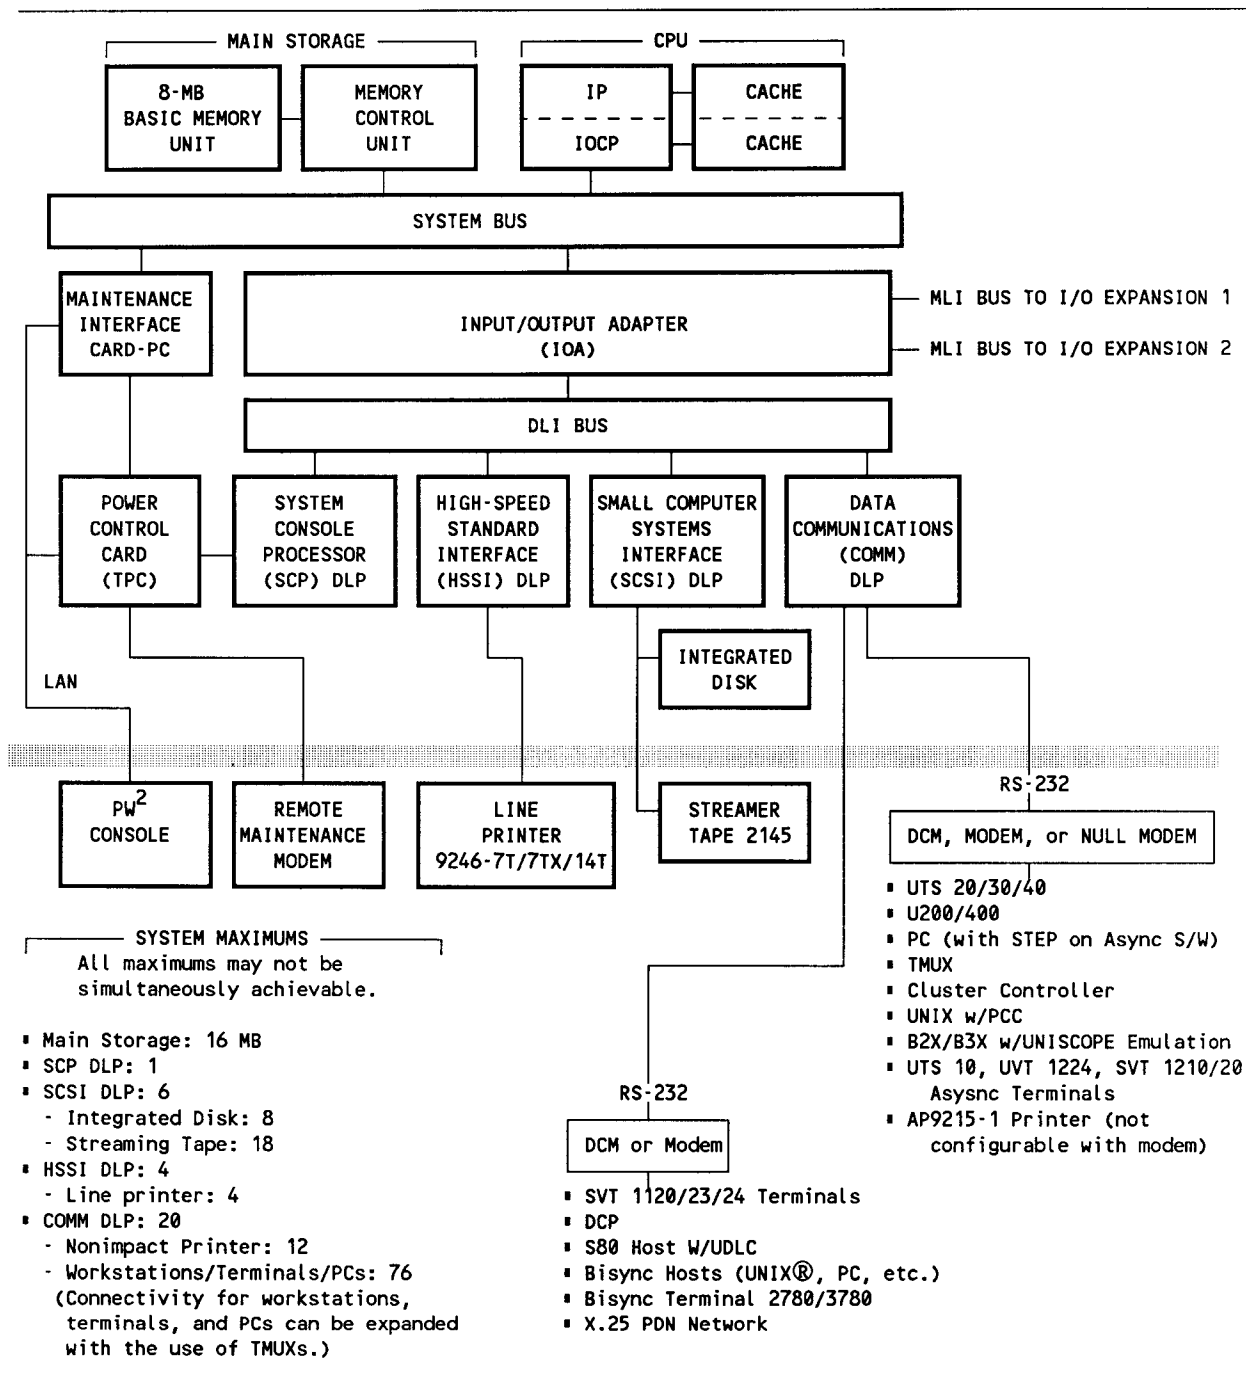 MAIN STORAGE
CPU
8-MB
BASIC MEMORY
UNIT
MEMORY
CONTROL
UNIT
IP
IOCP
CACHE
CACHE
SYSTEM BUS
MAINTENANCE
INTERFACE
CARD-PC
INPUT/OUTPUT ADAPTER
(IOA)
MLI BUS TO I/O EXPANSION 1
MLI BUS TO I/O EXPANSION 2
DLI BUS
POWER
CONTROL
CARD
(TPC)
SYSTEM
CONSOLE
PROCESSOR
(SCP) DLP
HIGH-SPEED
STANDARD
INTERFACE
(HSSI) DLP
SMALL COMPUTER
SYSTEMS
INTERFACE
(SCSI) DLP
DATA
COMMUNICATIONS
(COMM)
DLP
INTEGRATED
DISK
LAN
PW2
CONSOLE
REMOTE
MAINTENANCE
MODEM
LINE
PRINTER
9246-7T/7TX/14T
STREAMER
TAPE 2145
RS-232
DCM, MODEM, or NULL MODEM
▪ UTS 20/30/40
▪ U200/400
▪ PC (with STEP on Async S/W)
▪ TMUX
▪ Cluster Controller
▪ UNIX w/PCC
▪ B2X/B3X w/UNISCOPE Emulation
▪ UTS 10, UVT 1224, SVT 1210/20
Asysnc Terminals
▪ AP9215-1 Printer (not
configurable with modem)
SYSTEM MAXIMUMS
All maximums may not be
simultaneously achievable.
▪ Main Storage: 16 MB
▪ SCP DLP: 1
▪ SCSI DLP: 6
- Integrated Disk: 8
- Streaming Tape: 18
▪ HSSI DLP: 4
- Line printer: 4
▪ COMM DLP: 20
- Nonimpact Printer: 12
- Workstations/Terminals/PCs: 76
(Connectivity for workstations,
terminals, and PCs can be expanded
with the use of TMUXs.)
RS-232
DCM or Modem
▪ SVT 1120/23/24 Terminals
▪ DCP
▪ S80 Host W/UDLC
▪ Bisync Hosts (UNIX®, PC, etc.)
▪ Bisync Terminal 2780/3780
▪ X.25 PDN Network